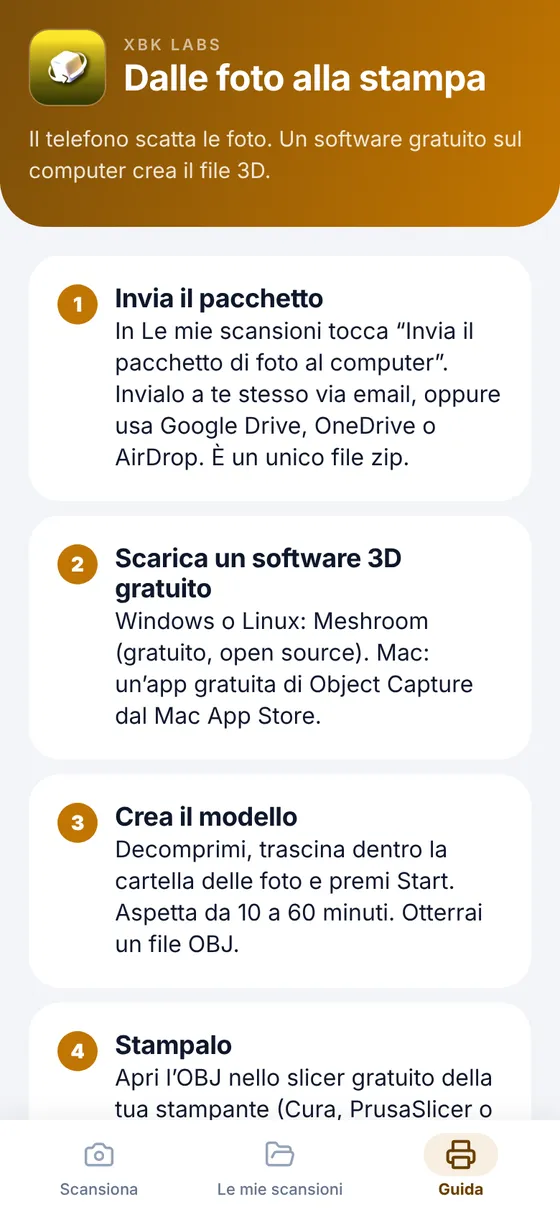 XBK LABS
Dalle foto alla stampa
Il telefono scatta le foto. Un software gratuito sul
computer crea il file 3D.
1
Invia il pacchetto
In Le mie scansioni tocca “Invia il
pacchetto di foto al computer”.
Invialo a te stesso via email, oppure
usa Google Drive, OneDrive o
AirDrop. È un unico file zip.
2
Scarica un software 3D
gratuito
Windows o Linux: Meshroom
(gratuito, open source). Mac:
un’app gratuita di Object Capture
dal Mac App Store.
3
Crea il modello
Decomprimi, trascina dentro la
cartella delle foto e premi Start.
Aspetta da 10 a 60 minuti. Otterrai
un file OBJ.
4
Stampalo
Apri l’OBJ nello slicer gratuito della
tua stampante (Cura, PrusaSlicer o
Scansiona
Le mie scansioni
Guida